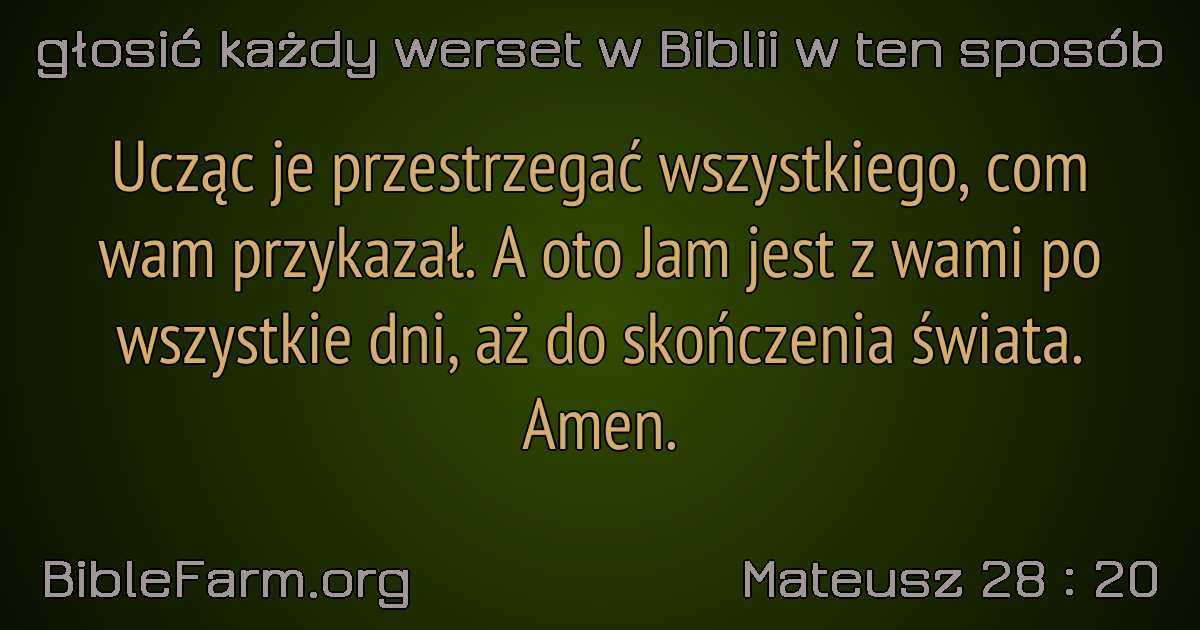 głosić każdy werset w Biblii w ten sposób
Ucząc je przestrzegać wszystkiego, com
wam przykazał. A oto Jam jest z wami po
wszystkie dni, aż do skończenia świata.
Amen.
BibleFarm.org
Mateusz 28 : 20